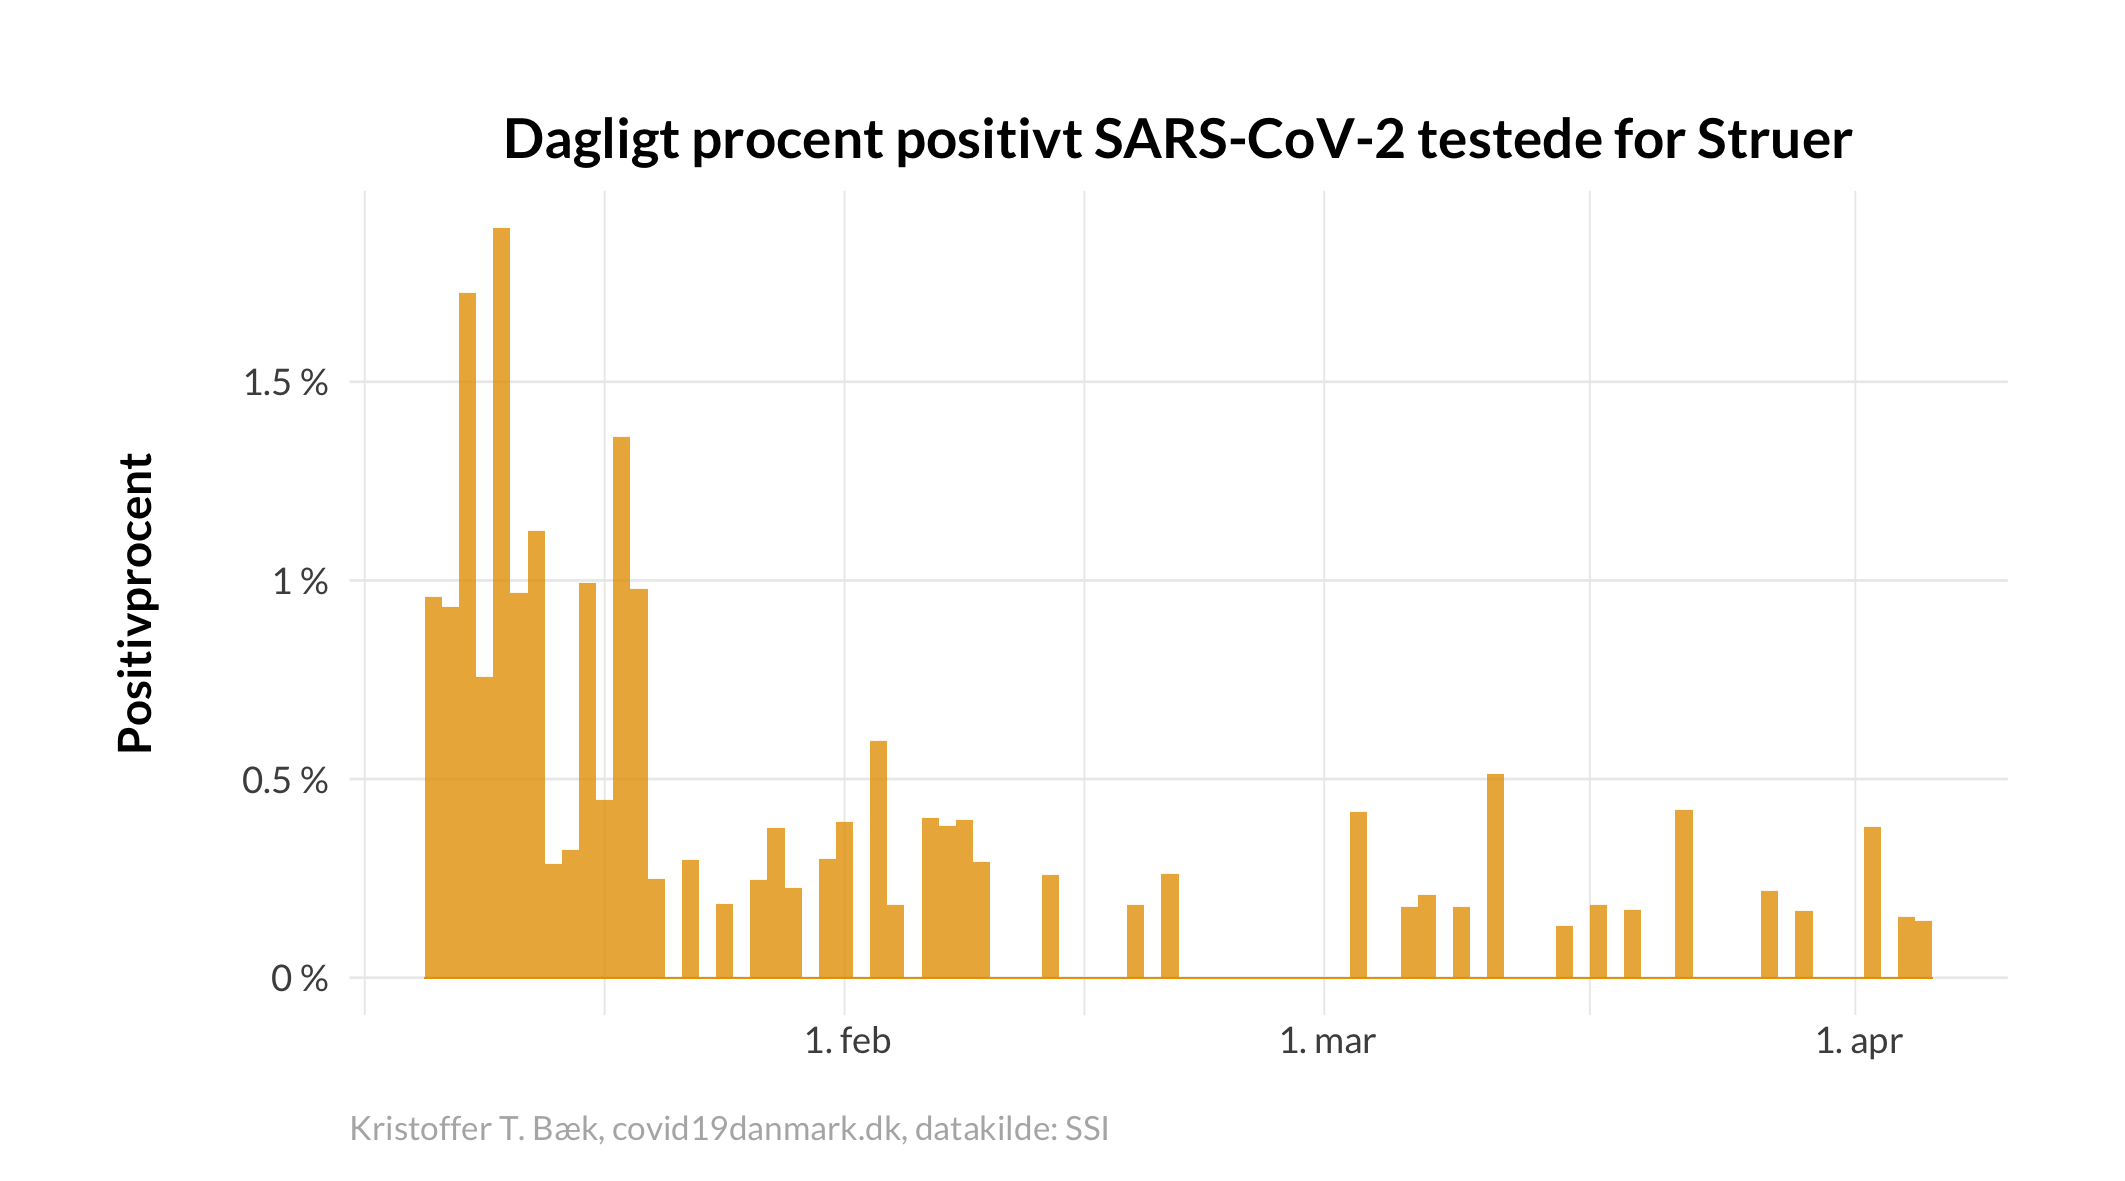 Dagligt procent positivt SARS-CoV-2 testede for Struer
Positivprocent
1.5 %
1 %
0.5 %
0 %
1. feb
1. mar
1. apr
Kristoffer T. Bæk, covid19danmark.dk, datakilde: SSI